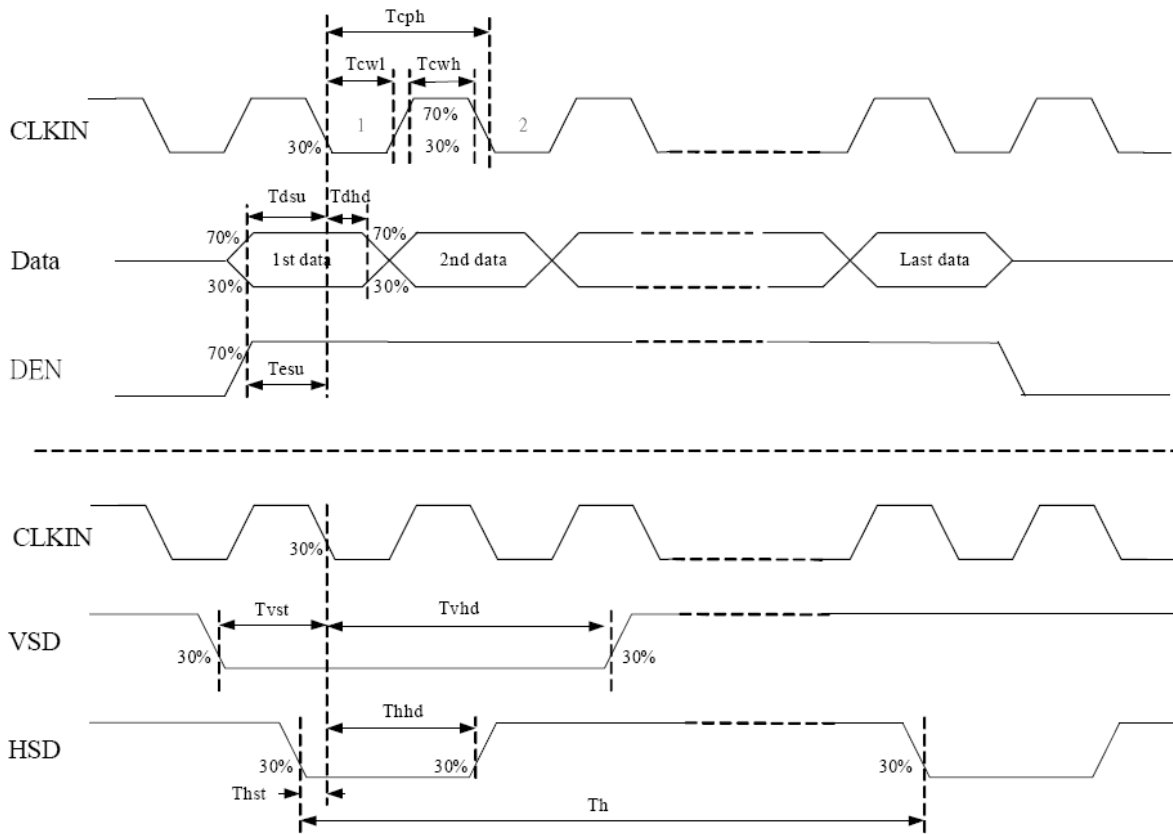 Tcph
Tcwl Tcwh
CLKIN 30% 1 70% 30% 2
Tdsu Tdhd
Data 70% 30% 1st data 70% 30% 2nd data Last data
DEN 70% Tesu
CLKIN 30%
Tvst Tvhd
VSD 30% 30%
Thhd
HSD 30% 30% 30%
Thst
Th